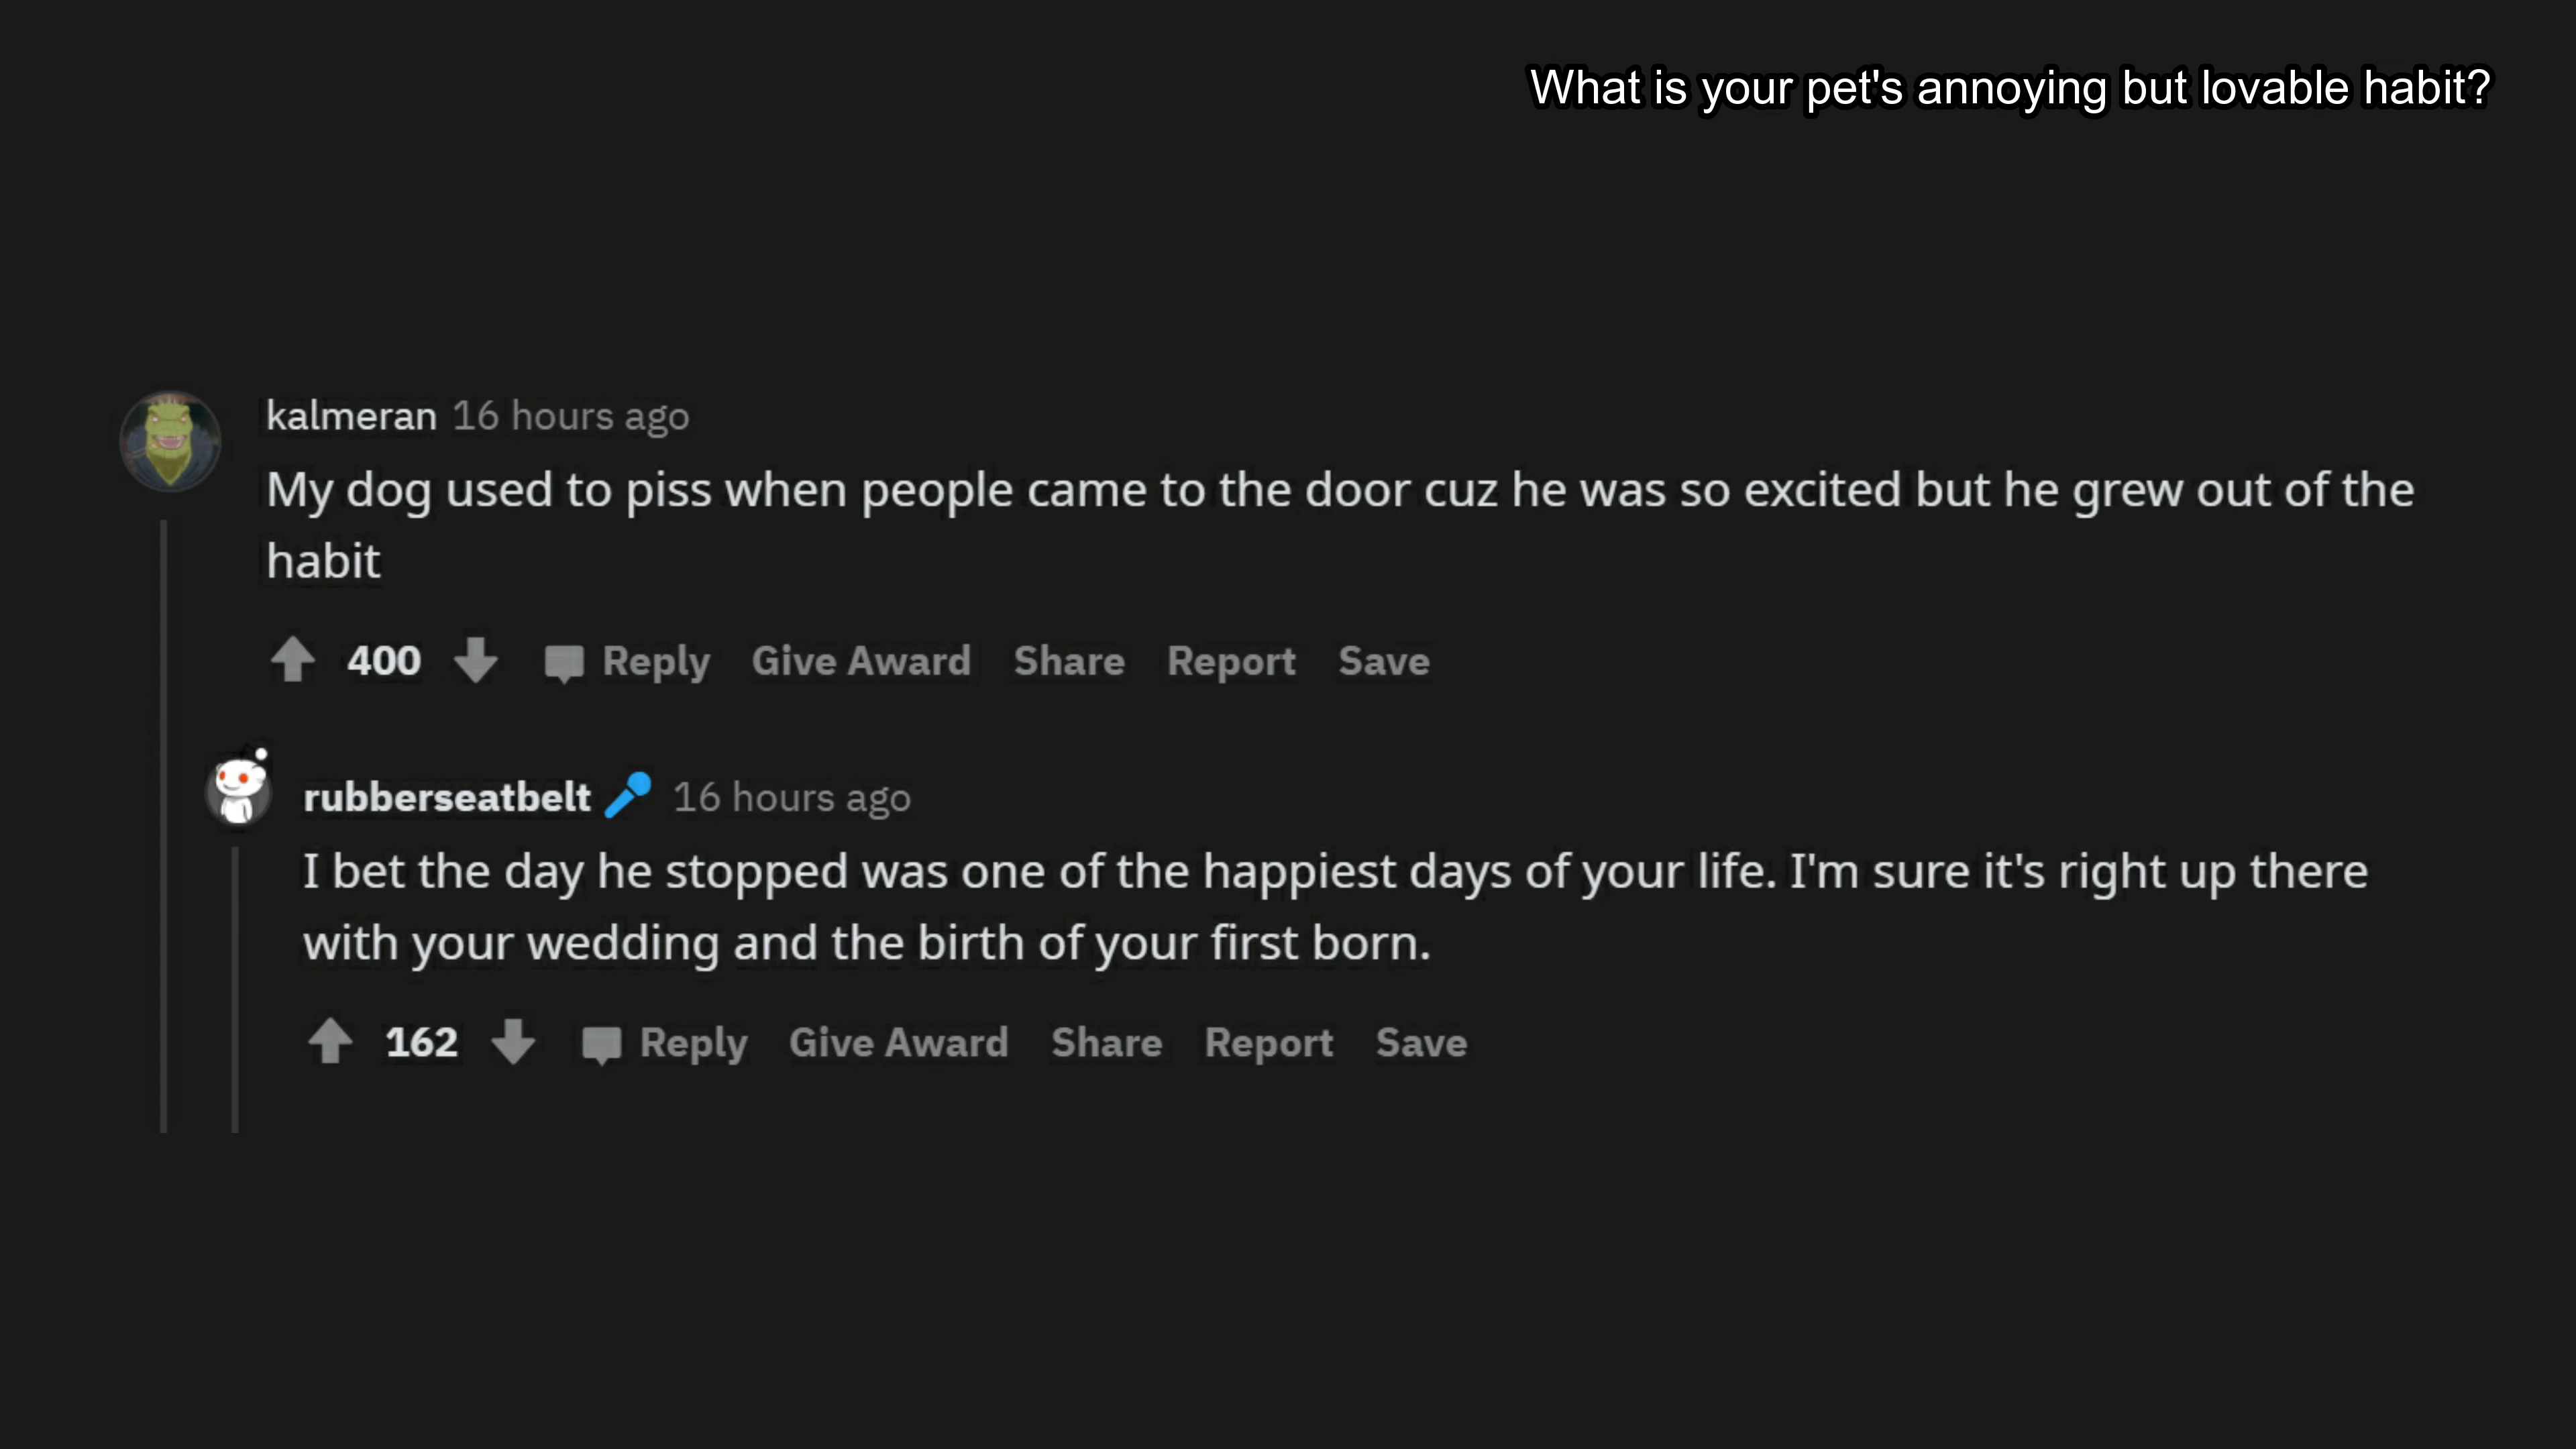 What is your pet's annoying but lovable habit?
kalmeran 16 hours ago
My dog used to piss when people came to the door cuz he was so excited but he grew out of the
habit
400 Reply Give Award Share Report Save
rubberseatbelt 16 hours ago
I bet the day he stopped was one of the happiest days of your life. I'm sure it's right up there
with your wedding and the birth of your first born.
162 Reply Give Award Share Report Save